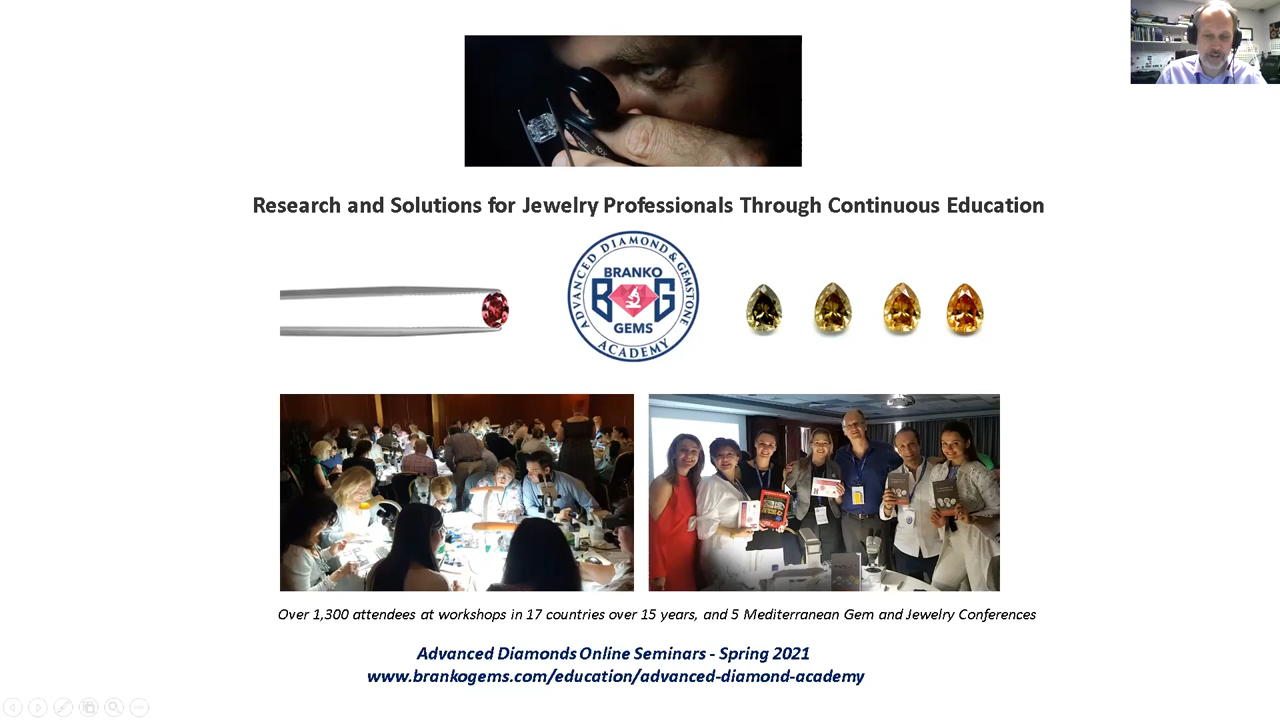 10x
Research and Solutions for Jewelry Professionals Through Continuous Education
ADVANCED DIAMOND & GEMSTONE
BRANKO
BG
GEMS
ACADEMY
Over 1,300 attendees at workshops in 17 countries over 15 years, and 5 Mediterranean Gem and Jewelry Conferences
Advanced Diamonds Online Seminars - Spring 2021
www.brankogems.com/education/advanced-diamond-academy